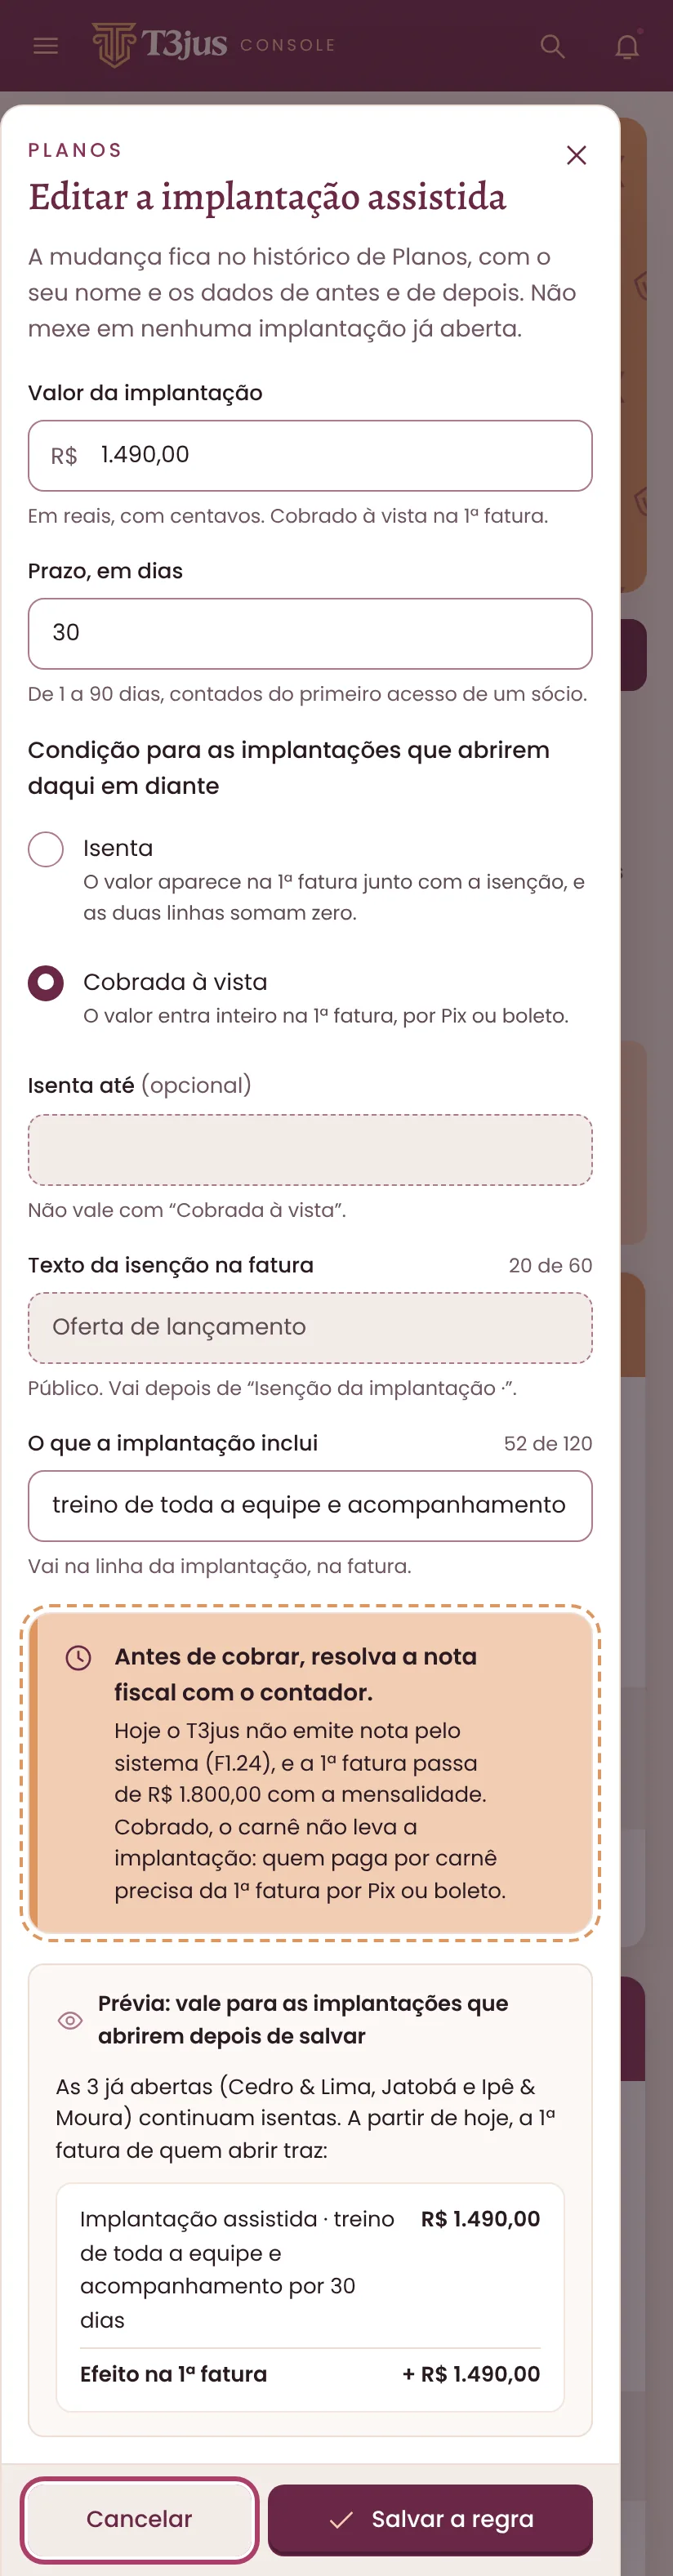 T3jus CONSOLE
PLANOS
Editar a implantação assistida
A mudança fica no histórico de Planos, com o
seu nome e os dados de antes e de depois. Não
mexe em nenhuma implantação já aberta.
Valor da implantação
R$ 1.490,00
Em reais, com centavos. Cobrado à vista na 1ª fatura.
Prazo, em dias
30
De 1 a 90 dias, contados do primeiro acesso de um sócio.
Condição para as implantações que abrirem
daqui em diante
Isenta
O valor aparece na 1ª fatura junto com a isenção, e
as duas linhas somam zero.
Cobrada à vista
O valor entra inteiro na 1ª fatura, por Pix ou boleto.
Isenta até (opcional)
Não vale com “Cobrada à vista”.
Texto da isenção na fatura 20 de 60
Oferta de lançamento
Público. Vai depois de “Isenção da implantação ·”.
O que a implantação inclui 52 de 120
treino de toda a equipe e acompanhamento
Vai na linha da implantação, na fatura.
Antes de cobrar, resolva a nota
fiscal com o contador.
Hoje o T3jus não emite nota pelo
sistema (F1.24), e a 1ª fatura passa
de R$ 1.800,00 com a mensalidade.
Cobrado, o carnê não leva a
implantação: quem paga por carnê
precisa da 1ª fatura por Pix ou boleto.
Prévia: vale para as implantações que
abrirem depois de salvar
As 3 já abertas (Cedro & Lima, Jatobá e Ipê &
Moura) continuam isentas. A partir de hoje, a 1ª
fatura de quem abrir traz:
Implantação assistida · treino R$ 1.490,00
de toda a equipe e
acompanhamento por 30
dias
Efeito na 1ª fatura + R$ 1.490,00
Cancelar
Salvar a regra